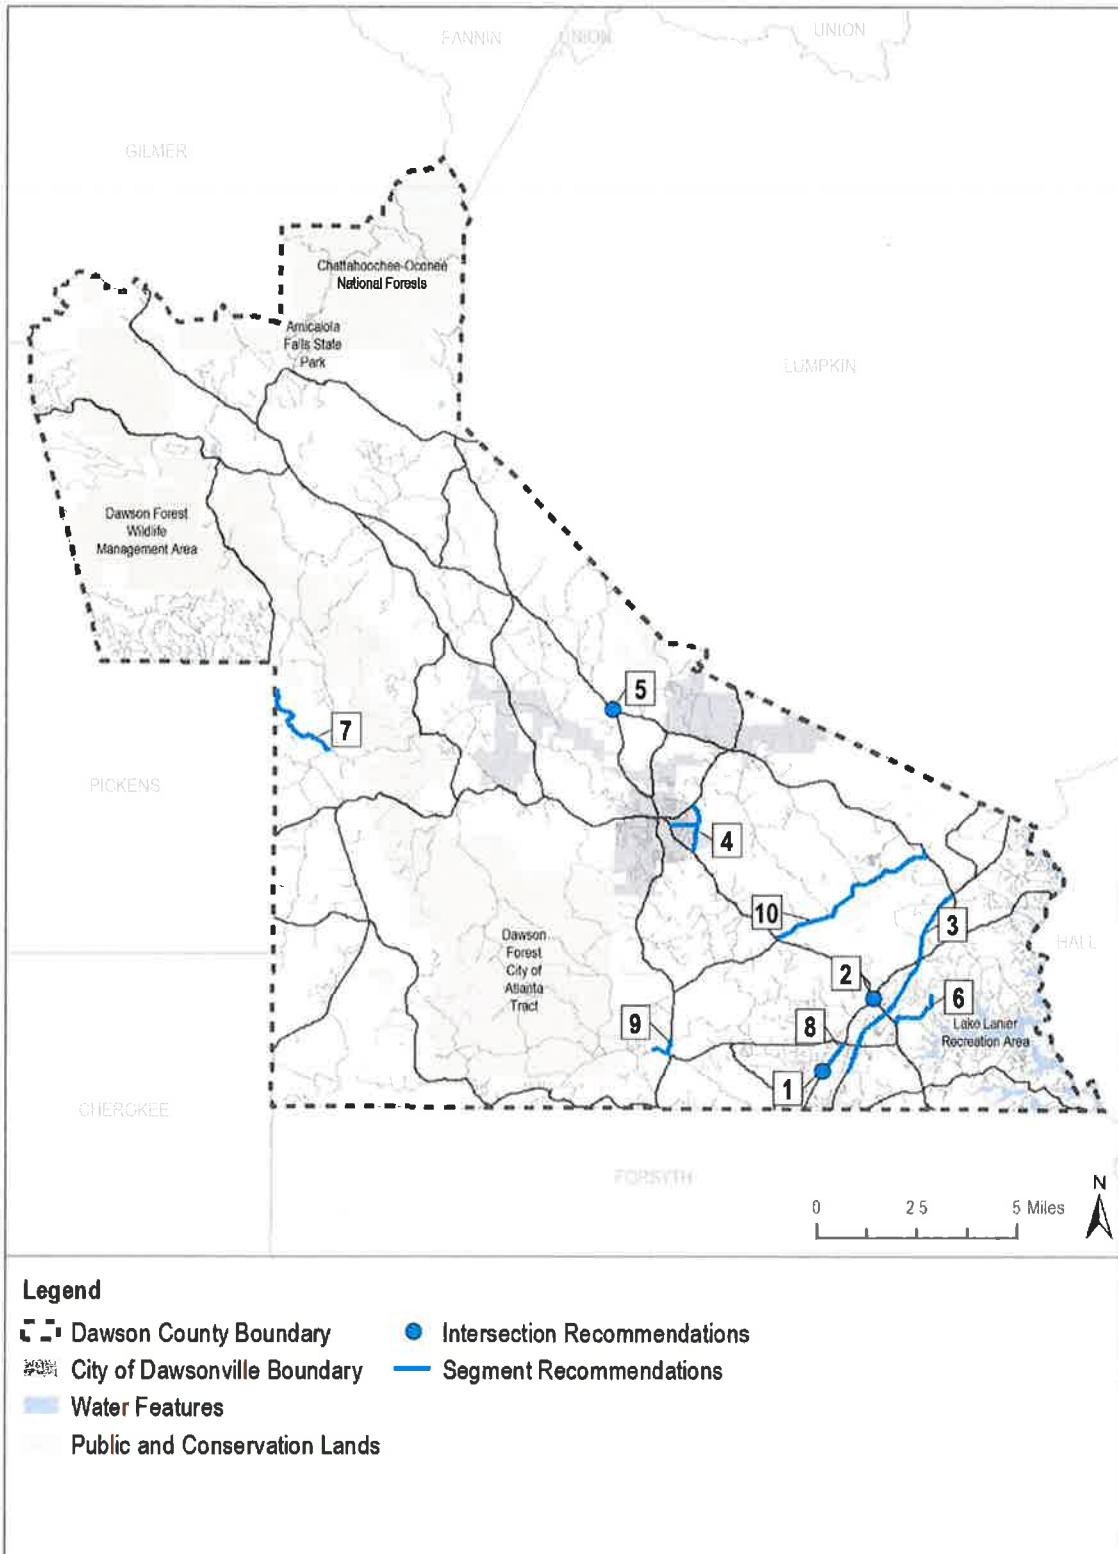 FANNIN
UNION
UNION
GILMER
Chattahoochee-Oconee
National Forests
Amicalola
Falls State
Park
LUMPKIN
Dawson Forest
Wildlife
Management Area
5
7
PICKENS
4
10
3
HALL
Dawson
Forest
City of
Atlanta
Tract
2
6
9
8
Lake Lanier
Recreation Area
1
CHEROKEE
FORSYTH
N
0 2 5 5 Miles
Legend
Dawson County Boundary
Intersection Recommendations
City of Dawsonville Boundary
Segment Recommendations
Water Features
Public and Conservation Lands